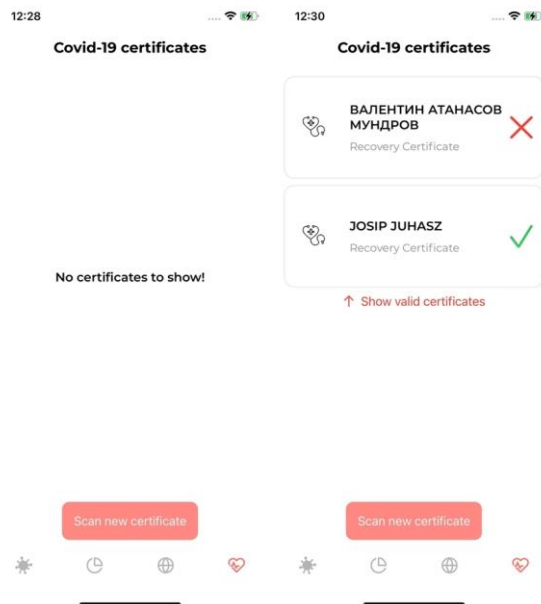 12:28
Covid-19 certificates
No certificates to show!
Scan new certificate
12:30
Covid-19 certificates
ВАЛЕНТИН АТАНАСОВ
МУНДРОВ
Recovery Certificate
JOSIP JUHASZ
Recovery Certificate
↑ Show valid certificates
Scan new certificate